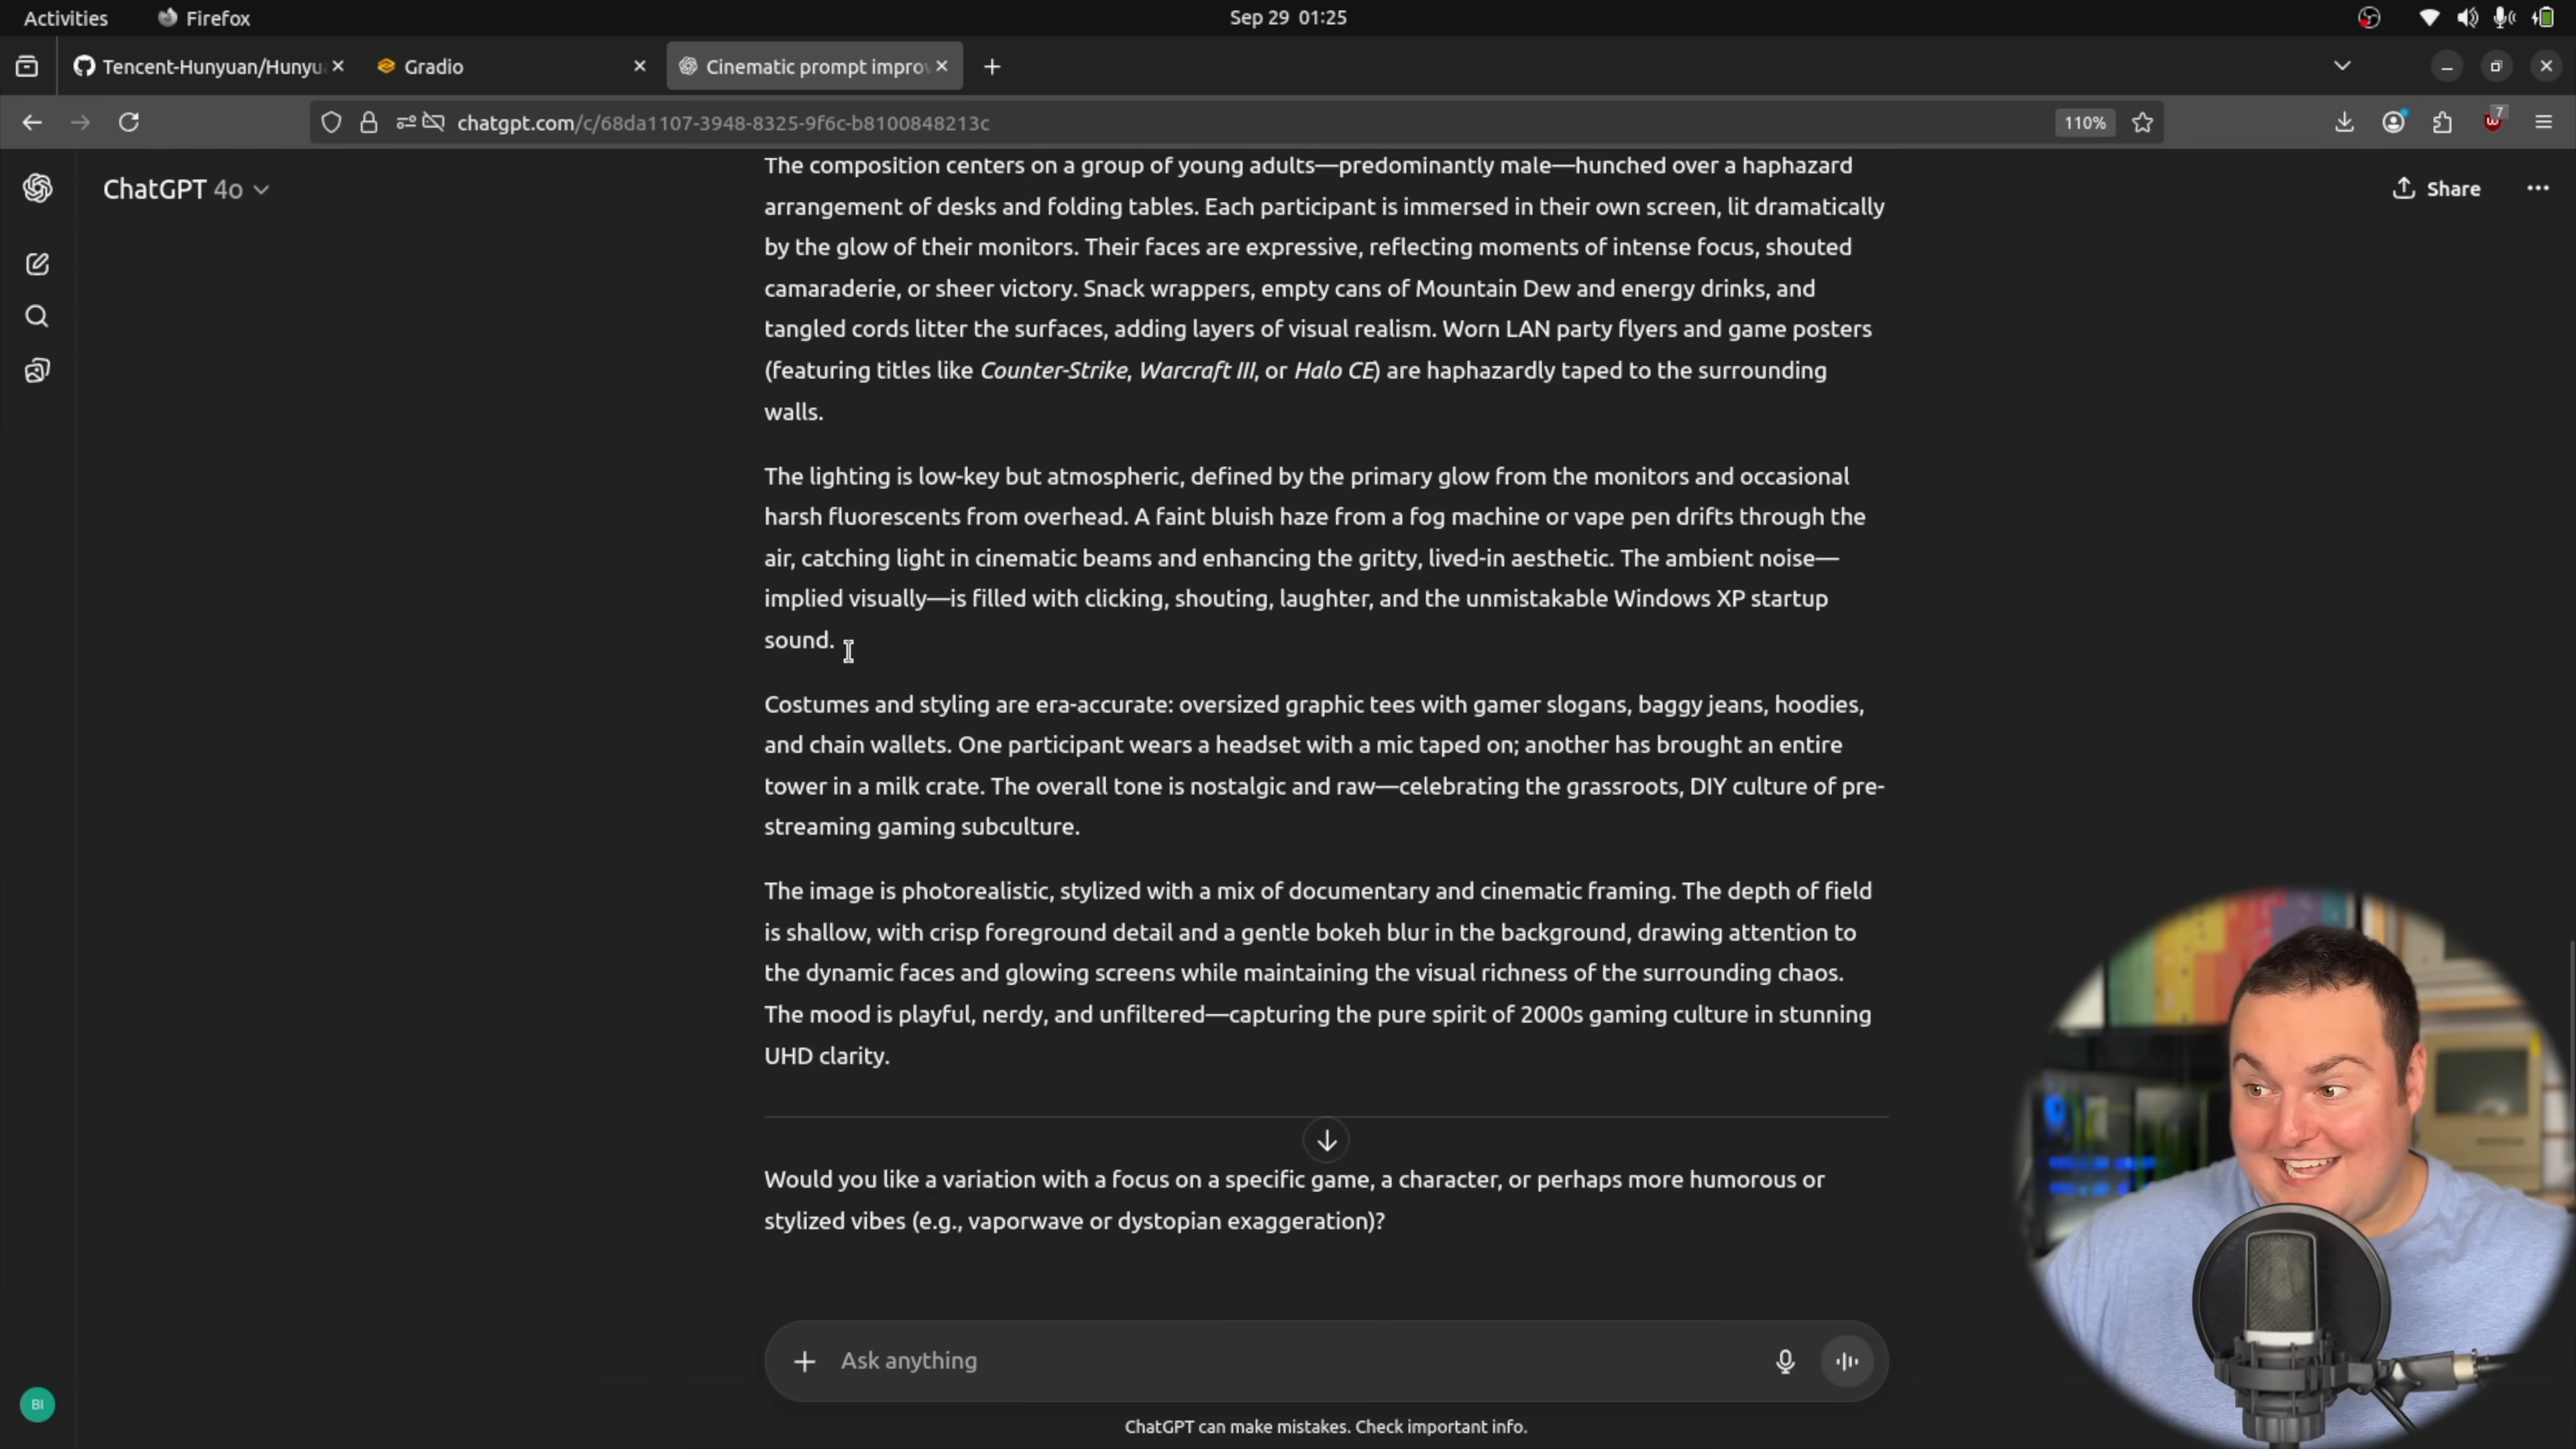 Activities
Firefox
Sep 29 01:25
Tencent-Hunyuan/Hunyu
Gradio
Cinematic prompt impro
chatgpt.com/c/68da1107-3948-8325-9f6c-b8100848213c
110%
7
ChatGPT 4o
Share
The composition centers on a group of young adults—predominantly male—hunched over a haphazard
arrangement of desks and folding tables. Each participant is immersed in their own screen, lit dramatically
by the glow of their monitors. Their faces are expressive, reflecting moments of intense focus, shouted
camaraderie, or sheer victory. Snack wrappers, empty cans of Mountain Dew and energy drinks, and
tangled cords litter the surfaces, adding layers of visual realism. Worn LAN party flyers and game posters
(featuring titles like Counter-Strike, Warcraft III, or Halo CE) are haphazardly taped to the surrounding
walls.
The lighting is low-key but atmospheric, defined by the primary glow from the monitors and occasional
harsh fluorescents from overhead. A faint bluish haze from a fog machine or vape pen drifts through the
air, catching light in cinematic beams and enhancing the gritty, lived-in aesthetic. The ambient noise—
implied visually—is filled with clicking, shouting, laughter, and the unmistakable Windows XP startup
sound.
Costumes and styling are era-accurate: oversized graphic tees with gamer slogans, baggy jeans, hoodies,
and chain wallets. One participant wears a headset with a mic taped on; another has brought an entire
tower in a milk crate. The overall tone is nostalgic and raw—celebrating the grassroots, DIY culture of pre-
streaming gaming subculture.
The image is photorealistic, stylized with a mix of documentary and cinematic framing. The depth of field
is shallow, with crisp foreground detail and a gentle bokeh blur in the background, drawing attention to
the dynamic faces and glowing screens while maintaining the visual richness of the surrounding chaos.
The mood is playful, nerdy, and unfiltered—capturing the pure spirit of 2000s gaming culture in stunning
UHD clarity.
Would you like a variation with a focus on a specific game, a character, or perhaps more humorous or
stylized vibes (e.g., vaporwave or dystopian exaggeration)?
Ask anything
BI
ChatGPT can make mistakes. Check important info.